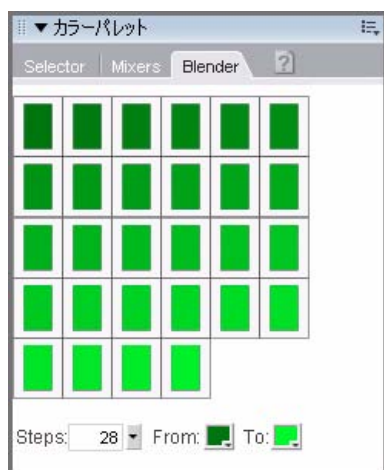 ▼カラーパレット
Selector Mixers Blender ?
Steps: 28 From: To: